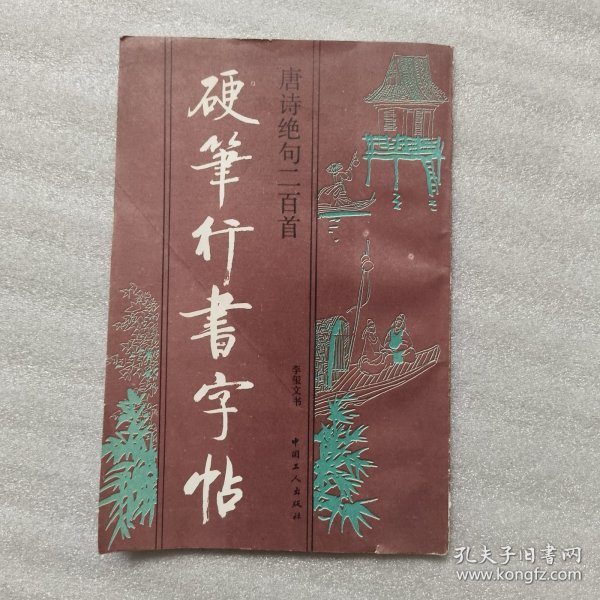 唐诗绝句二百首
硬筆行書字帖
李玺文书
中国工人出版社
孔夫子旧书网
www.kongfz.com